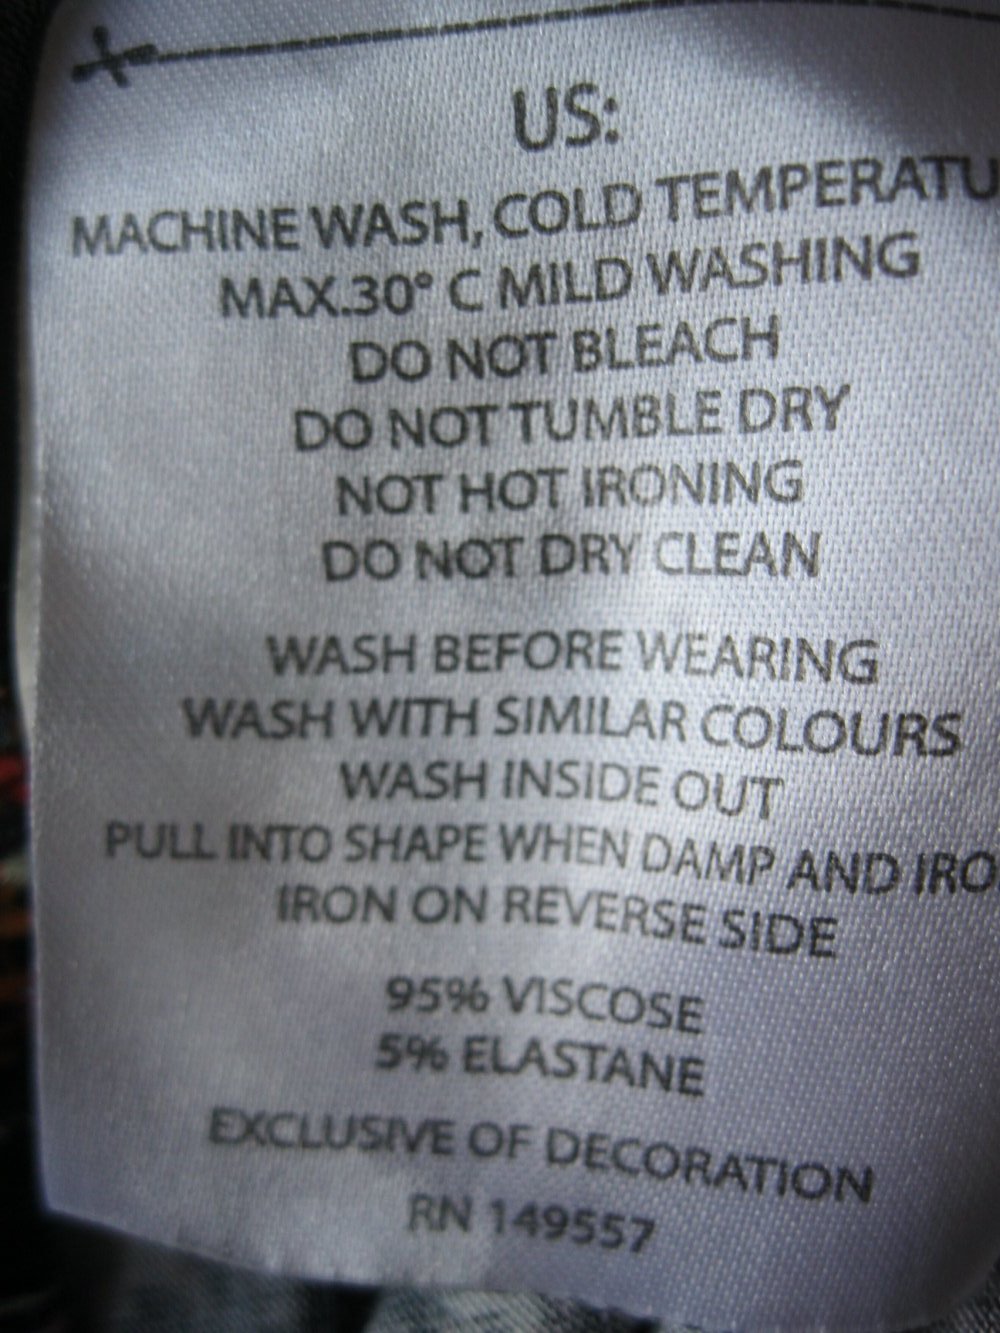 US:
MACHINE WASH, COLD TEMPERATU
MAX.30° C MILD WASHING
DO NOT BLEACH
DO NOT TUMBLE DRY
NOT HOT IRONING
DO NOT DRY CLEAN
WASH BEFORE WEARING
WASH WITH SIMILAR COLOURS
WASH INSIDE OUT
PULL INTO SHAPE WHEN DAMP AND IRO
IRON ON REVERSE SIDE
95% VISCOSE
5% ELASTANE
EXCLUSIVE OF DECORATION
RN 149557